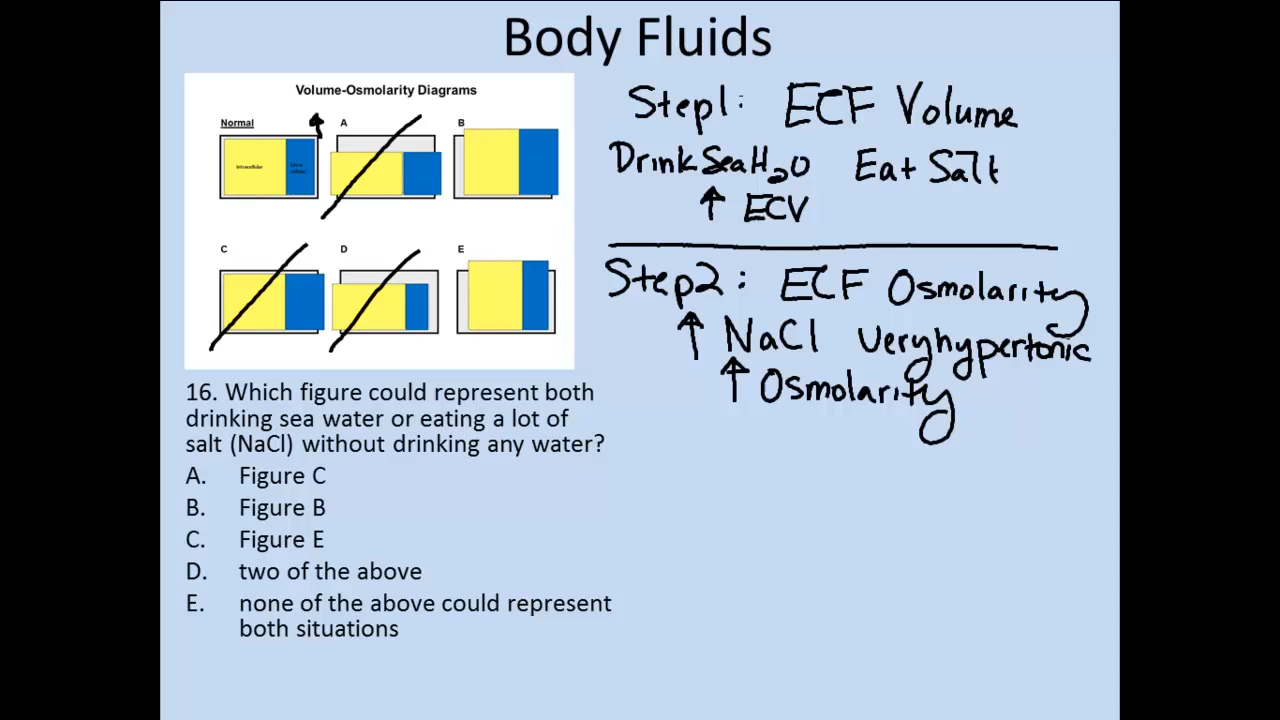 Body Fluids
Volume-Osmolarity Diagrams
Normal
A
B
Intracellular
C
D
E
16. Which figure could represent both
drinking sea water or eating a lot of
salt (NaCl) without drinking any water?
A. Figure C
B. Figure B
C. Figure E
D. two of the above
E. none of the above could represent
both situations
Step1: ECF Volume
Drink Sea H2O Eat Salt
↑ ECV
Step2: ECF Osmolarity
↑ NaCl Very hypertonic
↑ Osmolarity